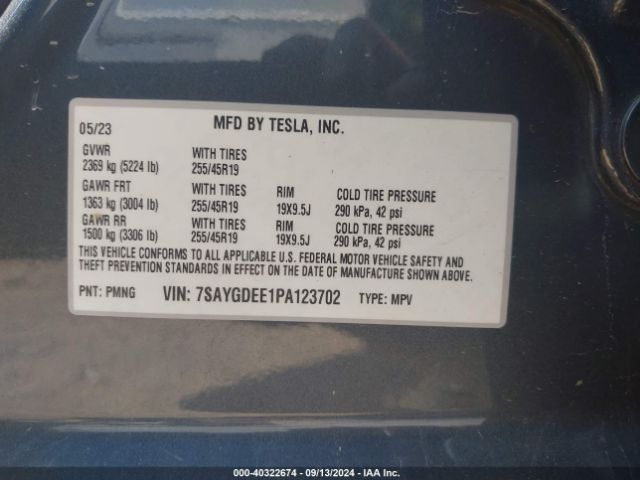 05/23 MFD BY TESLA, INC.
GVWR WITH TIRES
2369 kg (5224 lb) 255/45R19
GAWR FRT WITH TIRES RIM COLD TIRE PRESSURE
1363 kg (3004 lb) 255/45R19 19X9.5J 290 kPa, 42 psi
GAWR RR WITH TIRES RIM COLD TIRE PRESSURE
1500 kg (3306 lb) 255/45R19 19X9.5J 290 kPa, 42 psi
THIS VEHICLE CONFORMS TO ALL APPLICABLE U.S. FEDERAL MOTOR VEHICLE SAFETY AND
THEFT PREVENTION STANDARDS IN EFFECT ON THE DATE OF MANUFACTURE SHOWN ABOVE.
PNT: PMNG VIN: 7SAYGDEE1PA123702 TYPE: MPV
VIN - 40322674 - 09/13/2024 - IAA Inc.